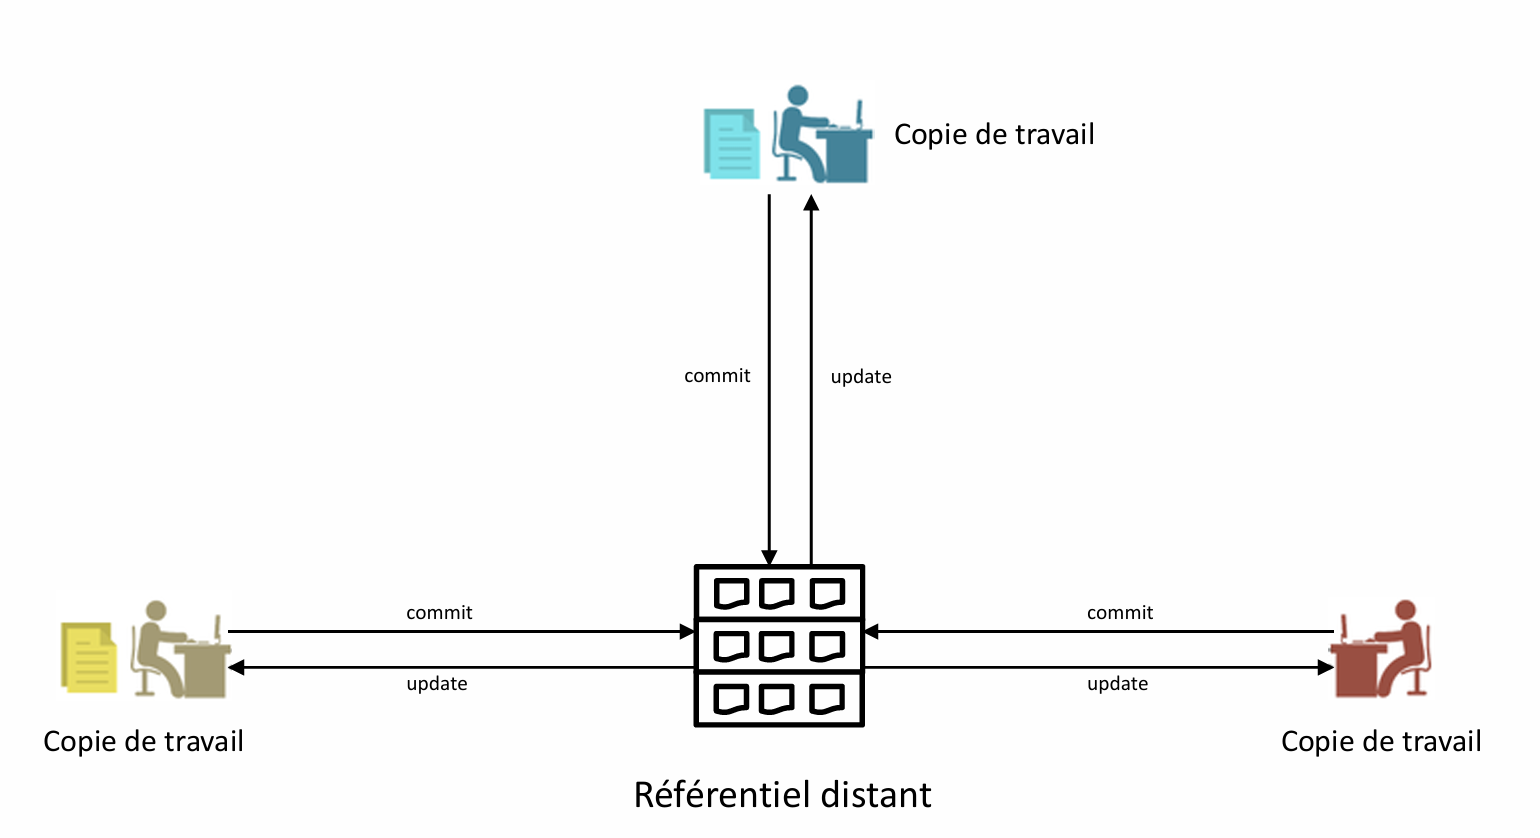 Copie de travail
commit
update
commit
commit
update
update
Copie de travail
Copie de travail
Référentiel distant